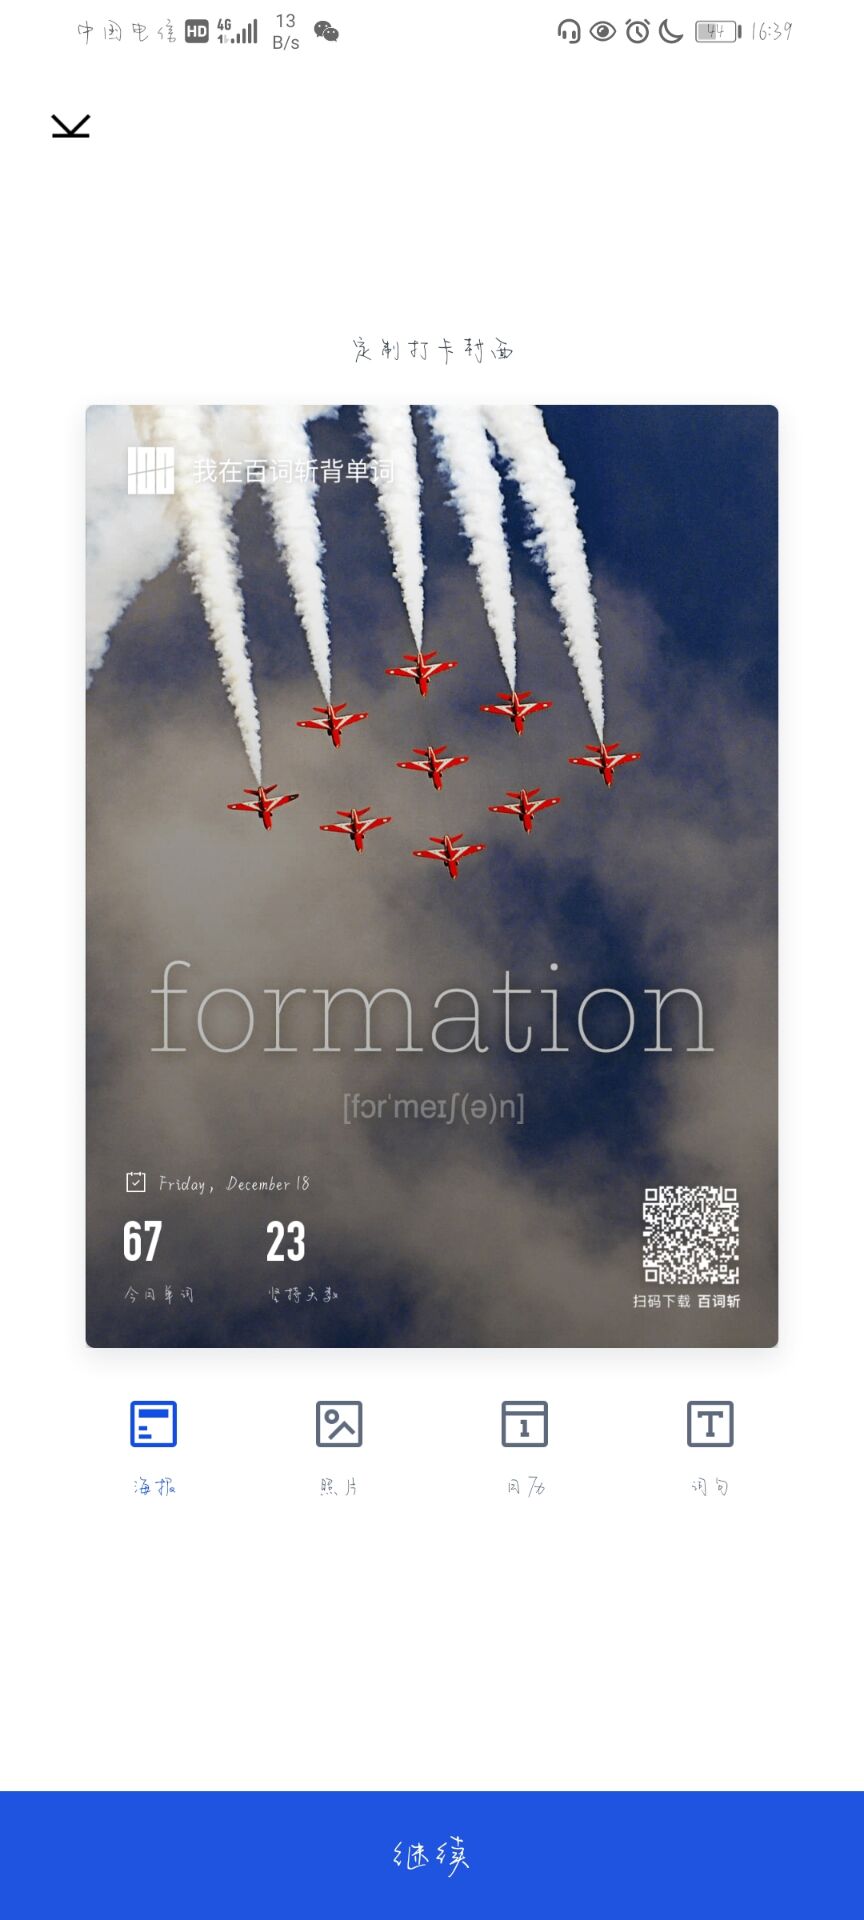 中国电信 HD 4G 13 B/s 44 16:39
定制打卡封面
100 我在百词斩背单词
formation
[fɔrˈmeɪʃ(ə)n]
Friday, December 18
67 23
今日单词 坚持天数
扫码下载 百词斩
海报 照片 日历 词句
继续